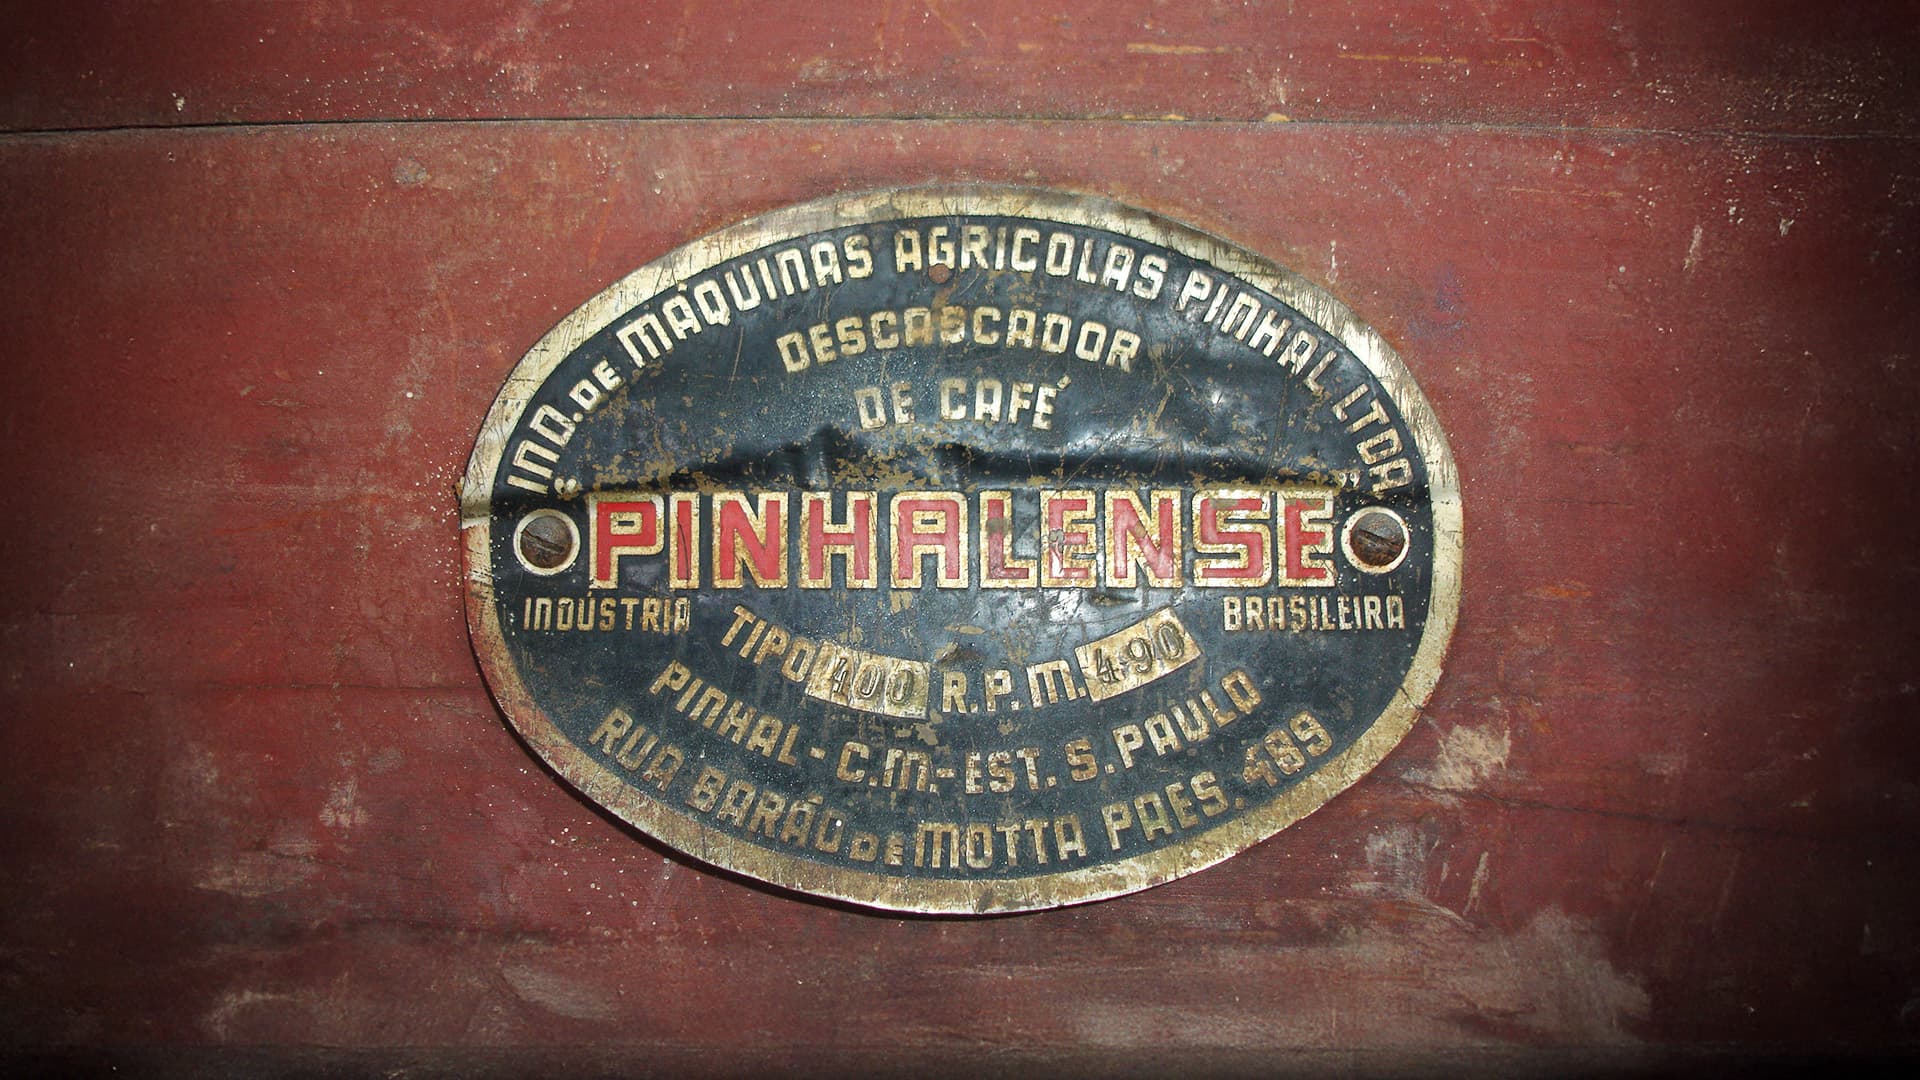 IND. DE MÁQUINAS AGRICOLAS PINHAL LTDA
DESCASCADOR
DE CAFÉ
"PINHALENSE"
INDÚSTRIA BRASILEIRA
TIPO 400 R.P.M. 490
PINHAL - C.M. - EST. S. PAULO
RUA BARÃO DE MOTTA PAES. 489